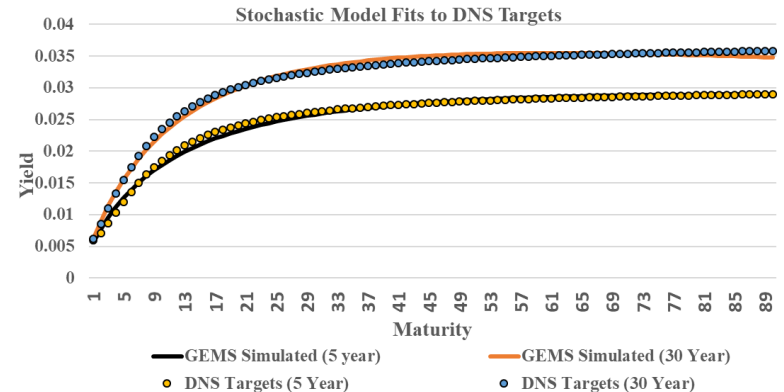 Stochastic Model Fits to DNS Targets
0.04
0.035
0.03
0.025
0.02
0.015
0.01
0.005
0
Yield
1 5 9 13 17 21 25 29 33 37 41 45 49 53 57 61 65 69 73 77 81 85 89
Maturity
GEMS Simulated (5 year) GEMS Simulated (30 Year)
DNS Targets (5 Year) DNS Targets (30 Year)